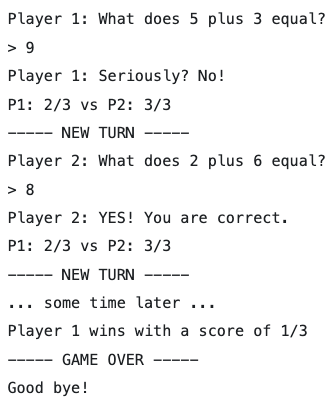 Player 1: What does 5 plus 3 equal?
> 9
Player 1: Seriously? No!
P1: 2/3 vs P2: 3/3
----- NEW TURN -----
Player 2: What does 2 plus 6 equal?
> 8
Player 2: YES! You are correct.
P1: 2/3 vs P2: 3/3
----- NEW TURN -----
... some time later ...
Player 1 wins with a score of 1/3
----- GAME OVER -----
Good bye!